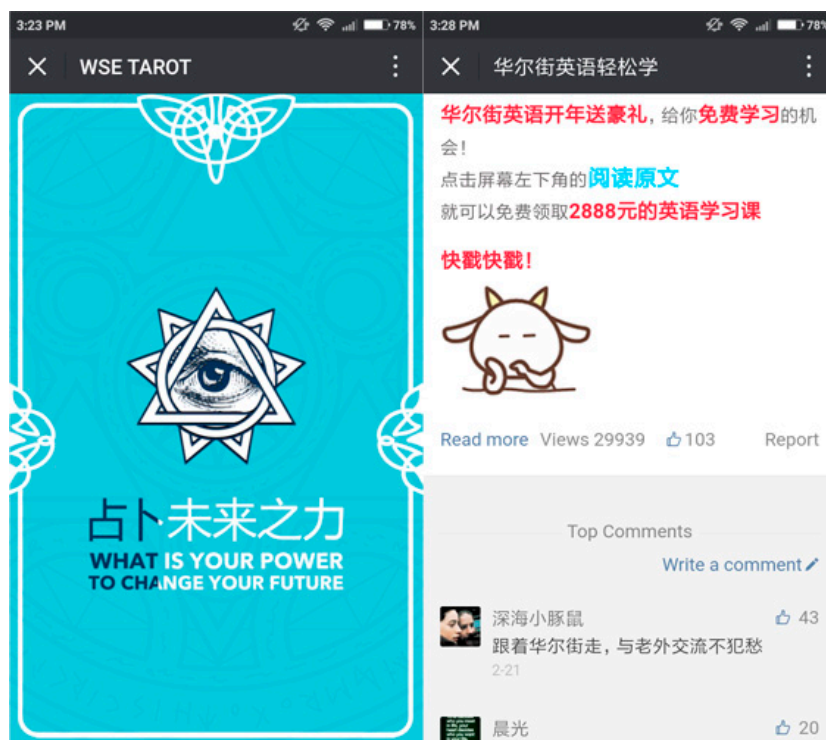 3:23 PM
78%
WSE TAROT
占卜未来之力
WHAT IS YOUR POWER
TO CHANGE YOUR FUTURE
3:28 PM
78%
华尔街英语轻松学
华尔街英语开年送豪礼，给你免费学习的机
会！
点击屏幕左下角的阅读原文
就可以免费领取2888元的英语学习课
快戳快戳！
Read more Views 29939 103 Report
Top Comments
Write a comment
深海小豚鼠 43
跟着华尔街走，与老外交流不犯愁
2-21
晨光 20